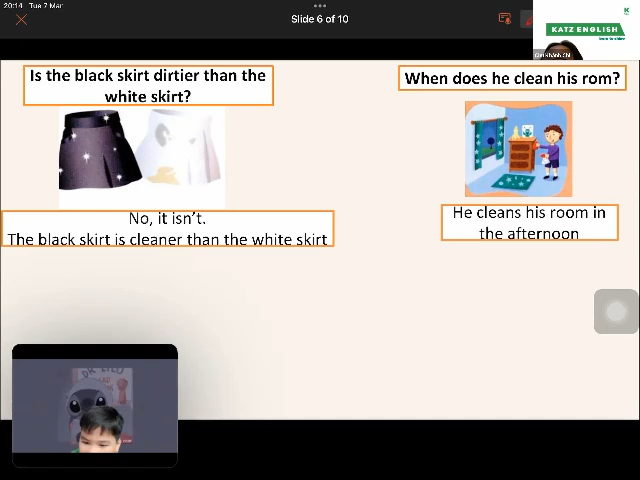 20:14 Tue 7 Mar
Slide 6 of 10
KATZ ENGLISH
Is the black skirt dirtier than the
white skirt?
When does he clean his rom?
No, it isn't.
The black skirt is cleaner than the white skirt
He cleans his room in
the afternoon